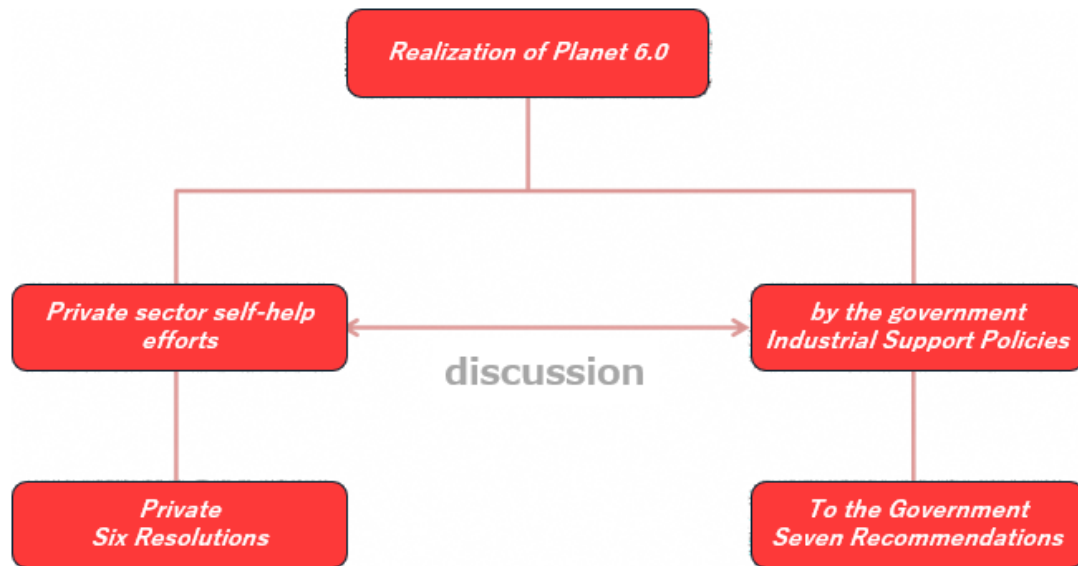 Realization of Planet 6.0
Private sector self-help
efforts
by the government
Industrial Support Policies
discussion
Private
Six Resolutions
To the Government
Seven Recommendations